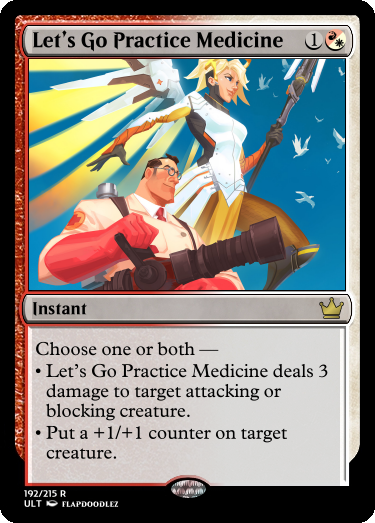 Let's Go Practice Medicine 1
Instant
Choose one or both —
• Let's Go Practice Medicine deals 3
damage to target attacking or
blocking creature.
• Put a +1/+1 counter on target
creature.
192/215 R
ULT FLAPDOODLEZ